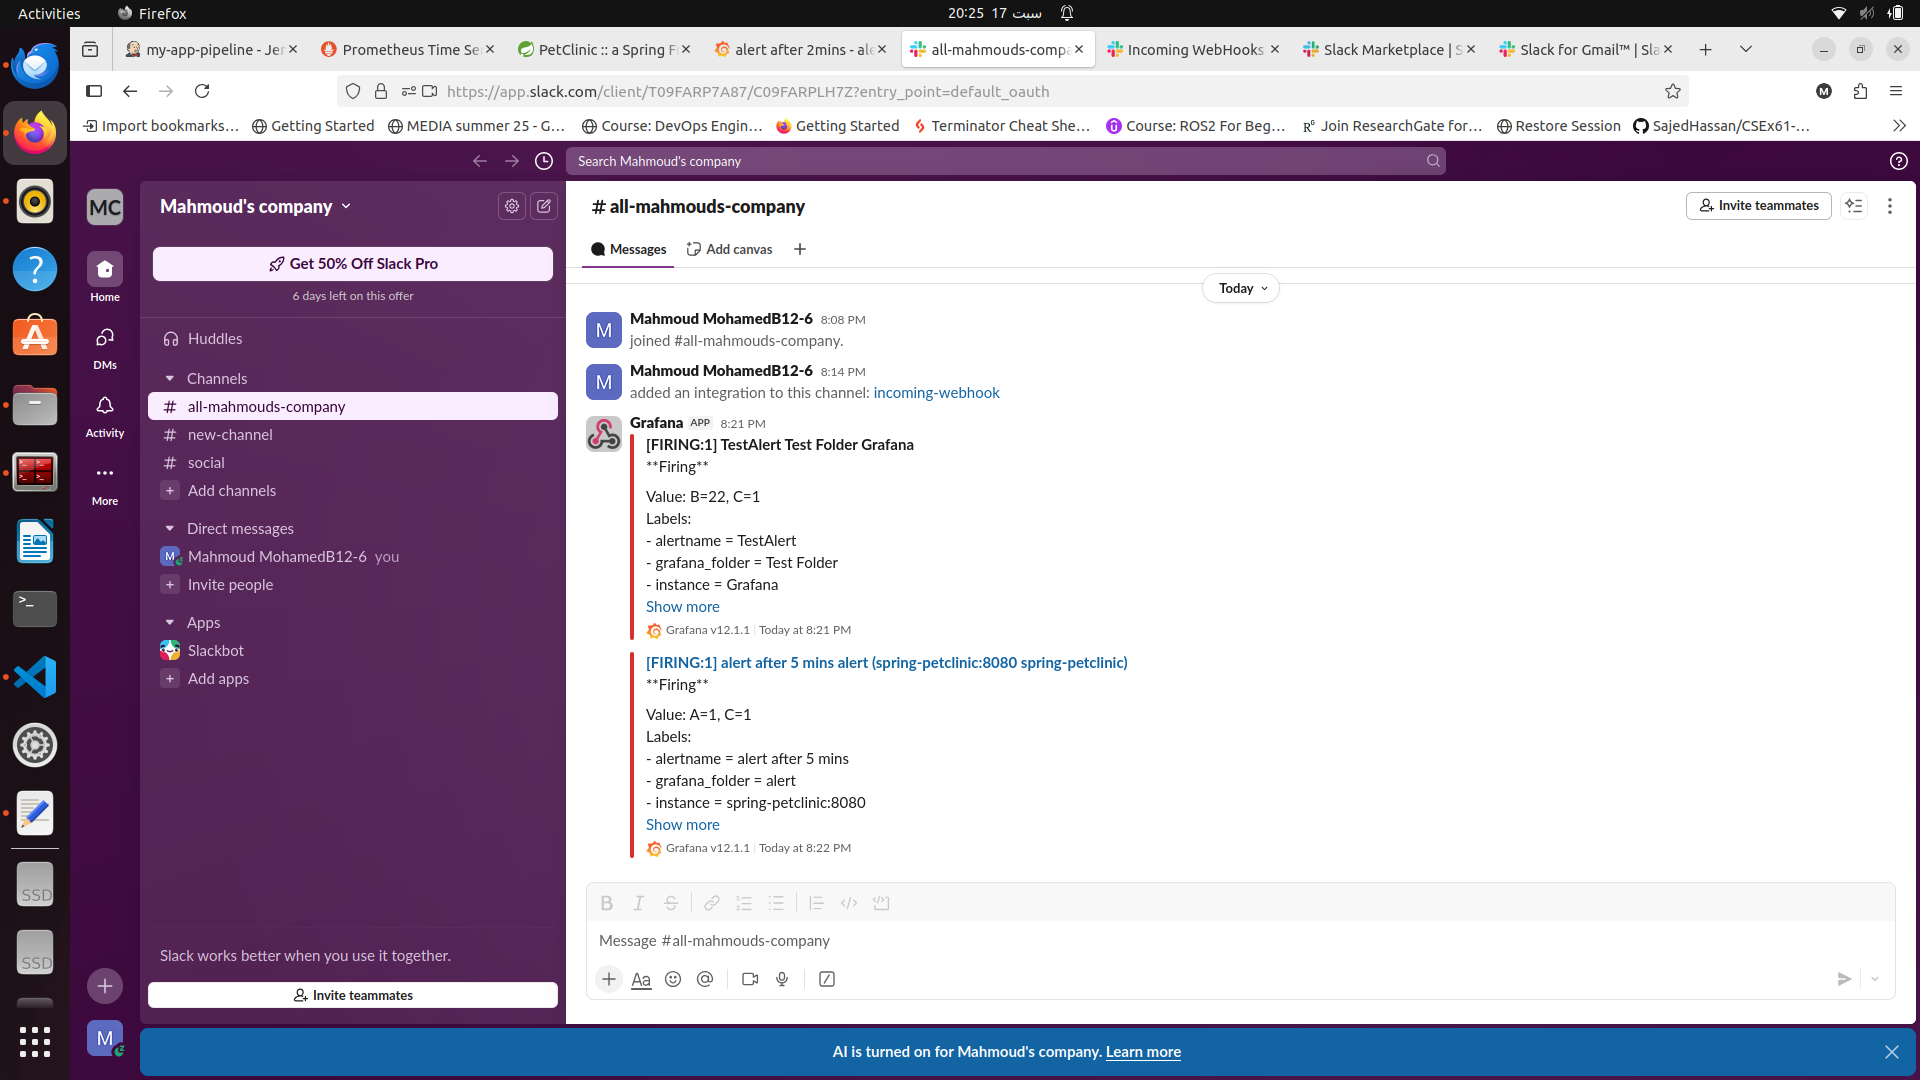 Activities
Firefox
سبت 17  20:25
my-app-pipeline - Jer
Prometheus Time Se
PetClinic :: a Spring F
alert after 2mins - ale
all-mahmouds-compa
Incoming WebHooks
Slack Marketplace | S
Slack for Gmail™ | Sla
https://app.slack.com/client/T09FARP7A87/C09FARPLH7Z?entry_point=default_oauth
M
Import bookmarks...
Getting Started
MEDIA summer 25 - G...
Course: DevOps Engin...
Getting Started
Terminator Cheat She...
Course: ROS2 For Beg...
Join ResearchGate for...
Restore Session
SajedHassan/CSEx61-...
Search Mahmoud's company
MC
Home
DMs
Activity
More
M
Mahmoud's company
Get 50% Off Slack Pro
6 days left on this offer
Huddles
Channels
# all-mahmouds-company
# new-channel
# social
+ Add channels
Direct messages
M Mahmoud MohamedB12-6 you
+ Invite people
Apps
Slackbot
+ Add apps
Slack works better when you use it together.
Invite teammates
# all-mahmouds-company
Invite teammates
Messages
Add canvas
Today
M
Mahmoud MohamedB12-6 8:08 PM
joined #all-mahmouds-company.
M
Mahmoud MohamedB12-6 8:14 PM
added an integration to this channel: incoming-webhook
Grafana APP 8:21 PM
[FIRING:1] TestAlert Test Folder Grafana
**Firing**
Value: B=22, C=1
Labels:
- alertname = TestAlert
- grafana_folder = Test Folder
- instance = Grafana
Show more
Grafana v12.1.1 | Today at 8:21 PM
[FIRING:1] alert after 5 mins alert (spring-petclinic:8080 spring-petclinic)
**Firing**
Value: A=1, C=1
Labels:
- alertname = alert after 5 mins
- grafana_folder = alert
- instance = spring-petclinic:8080
Show more
Grafana v12.1.1 | Today at 8:22 PM
Message #all-mahmouds-company
Aa
SSD
SSD
AI is turned on for Mahmoud's company. Learn more